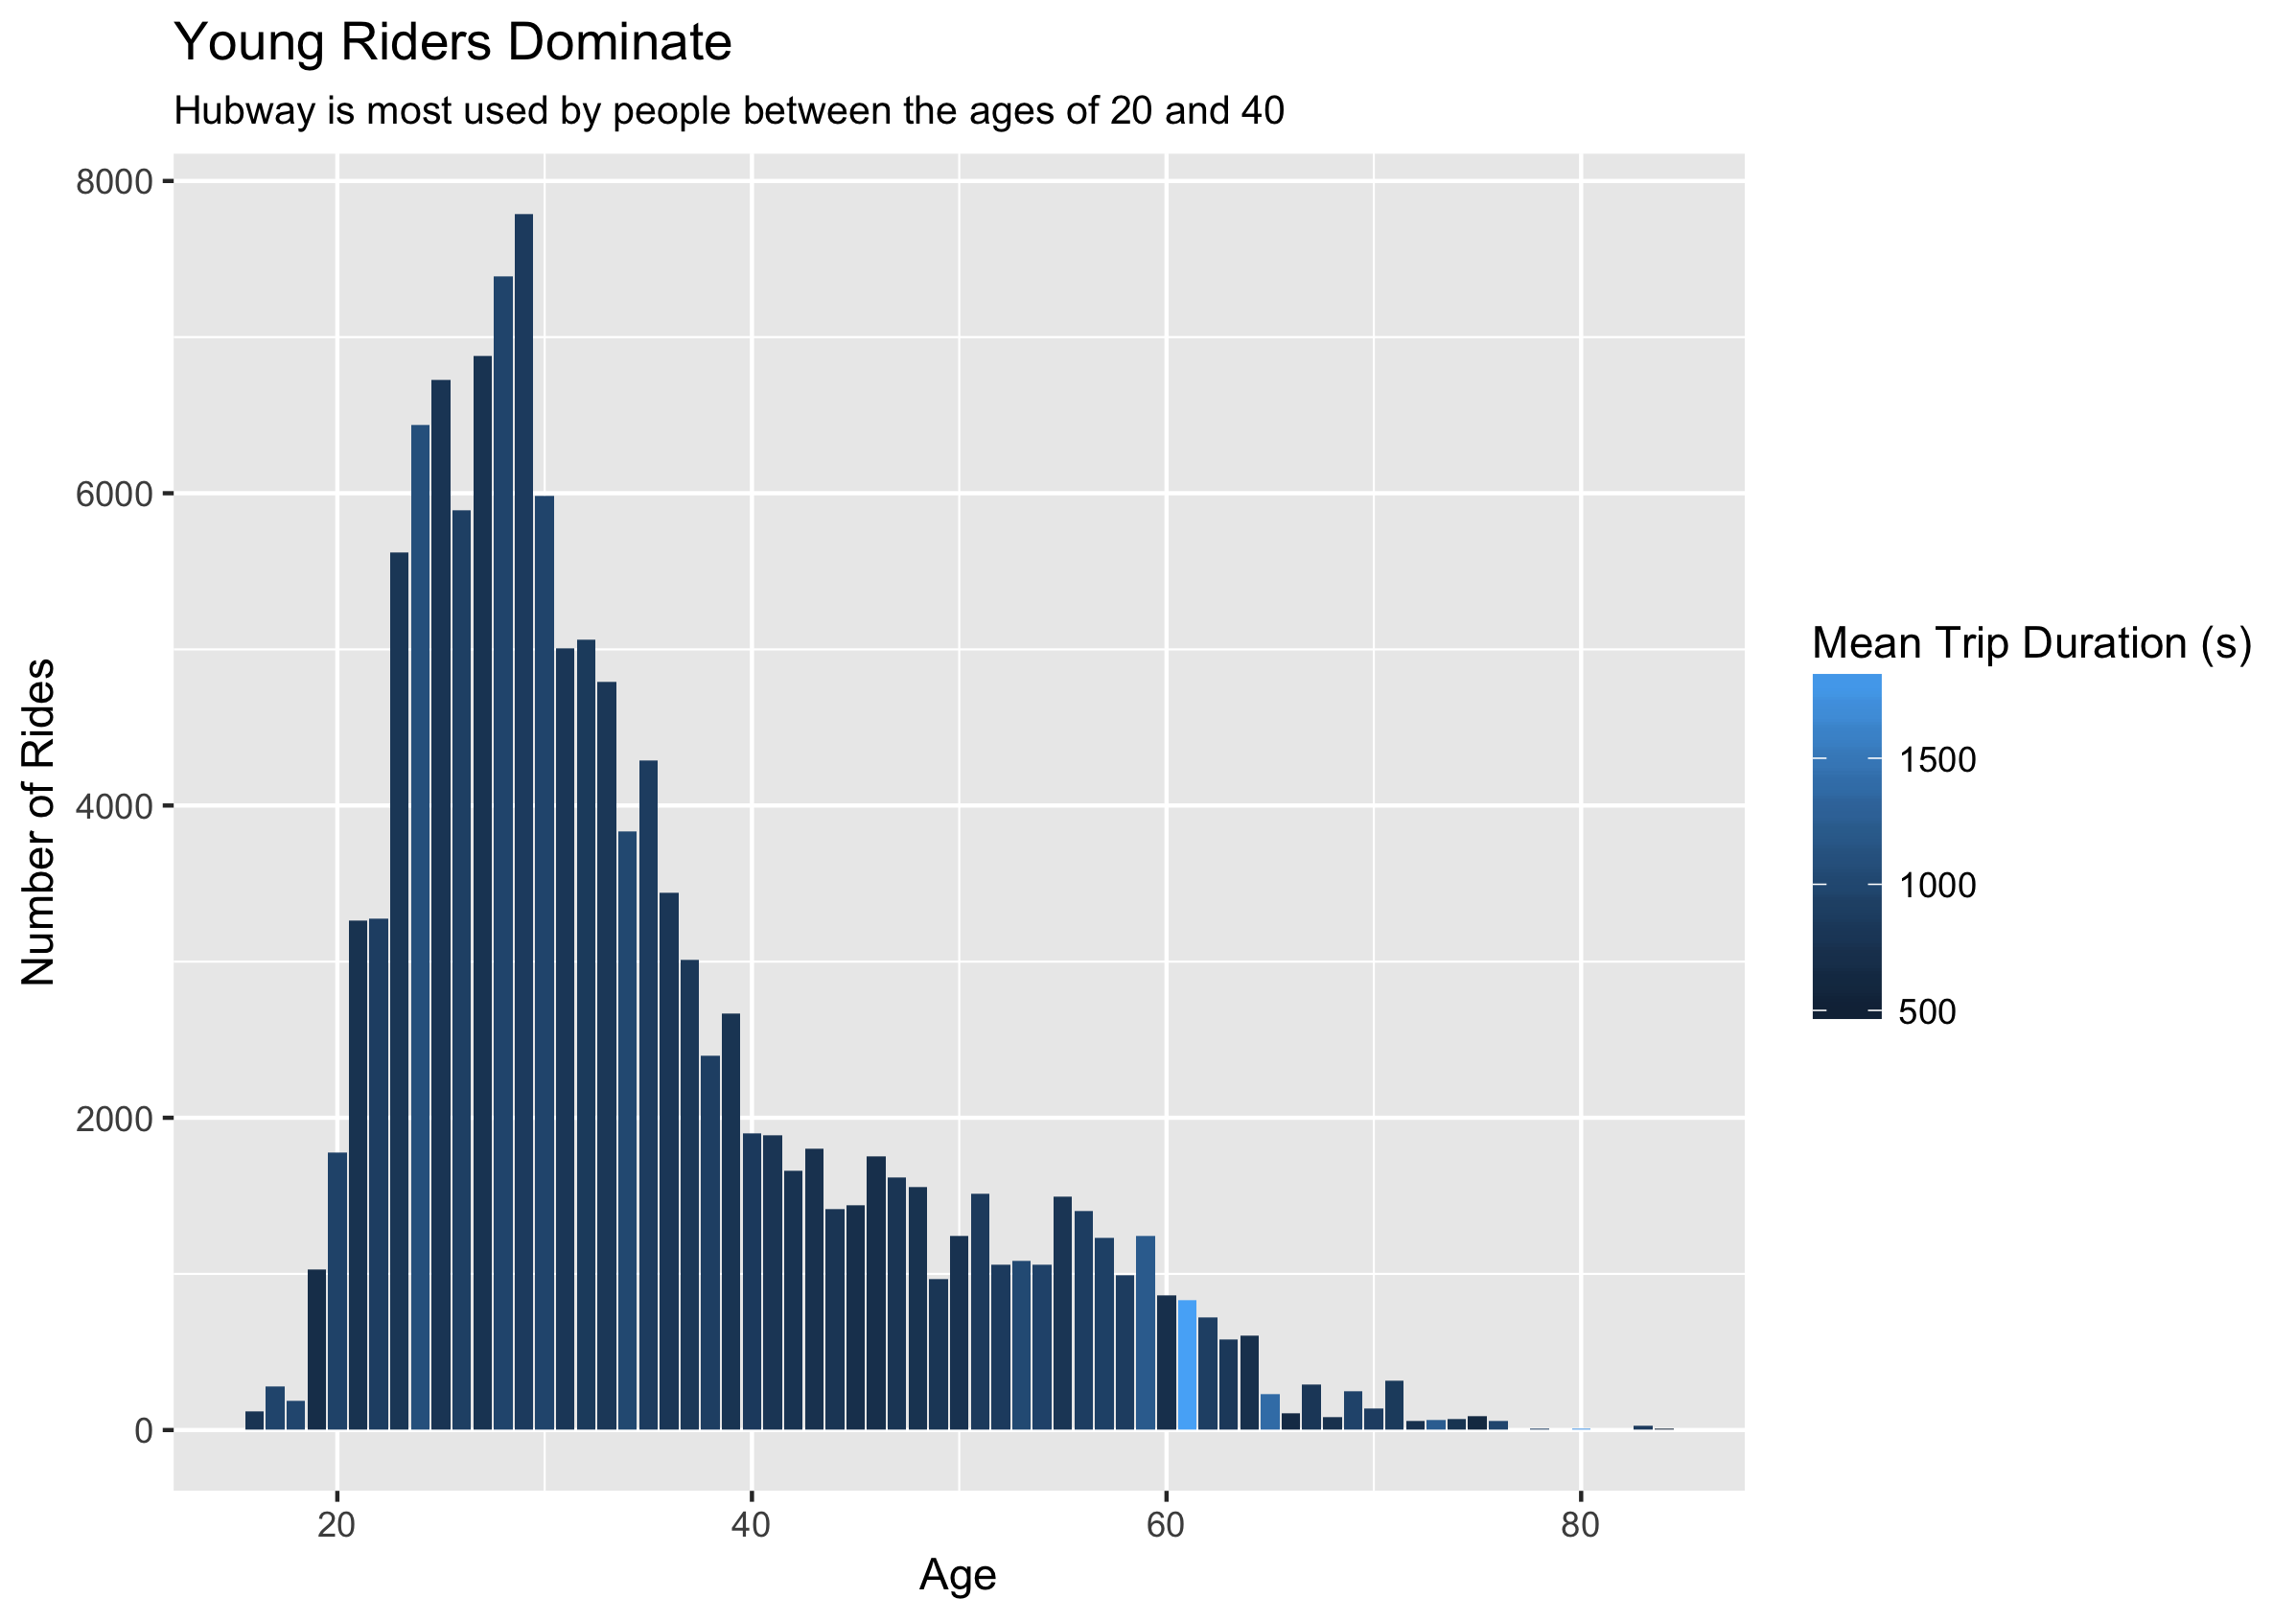 Young Riders Dominate
Hubway is most used by people between the ages of 20 and 40
8000
6000
4000
2000
0
Number of Rides
20
40
60
80
Age
Mean Trip Duration (s)
1500
1000
500